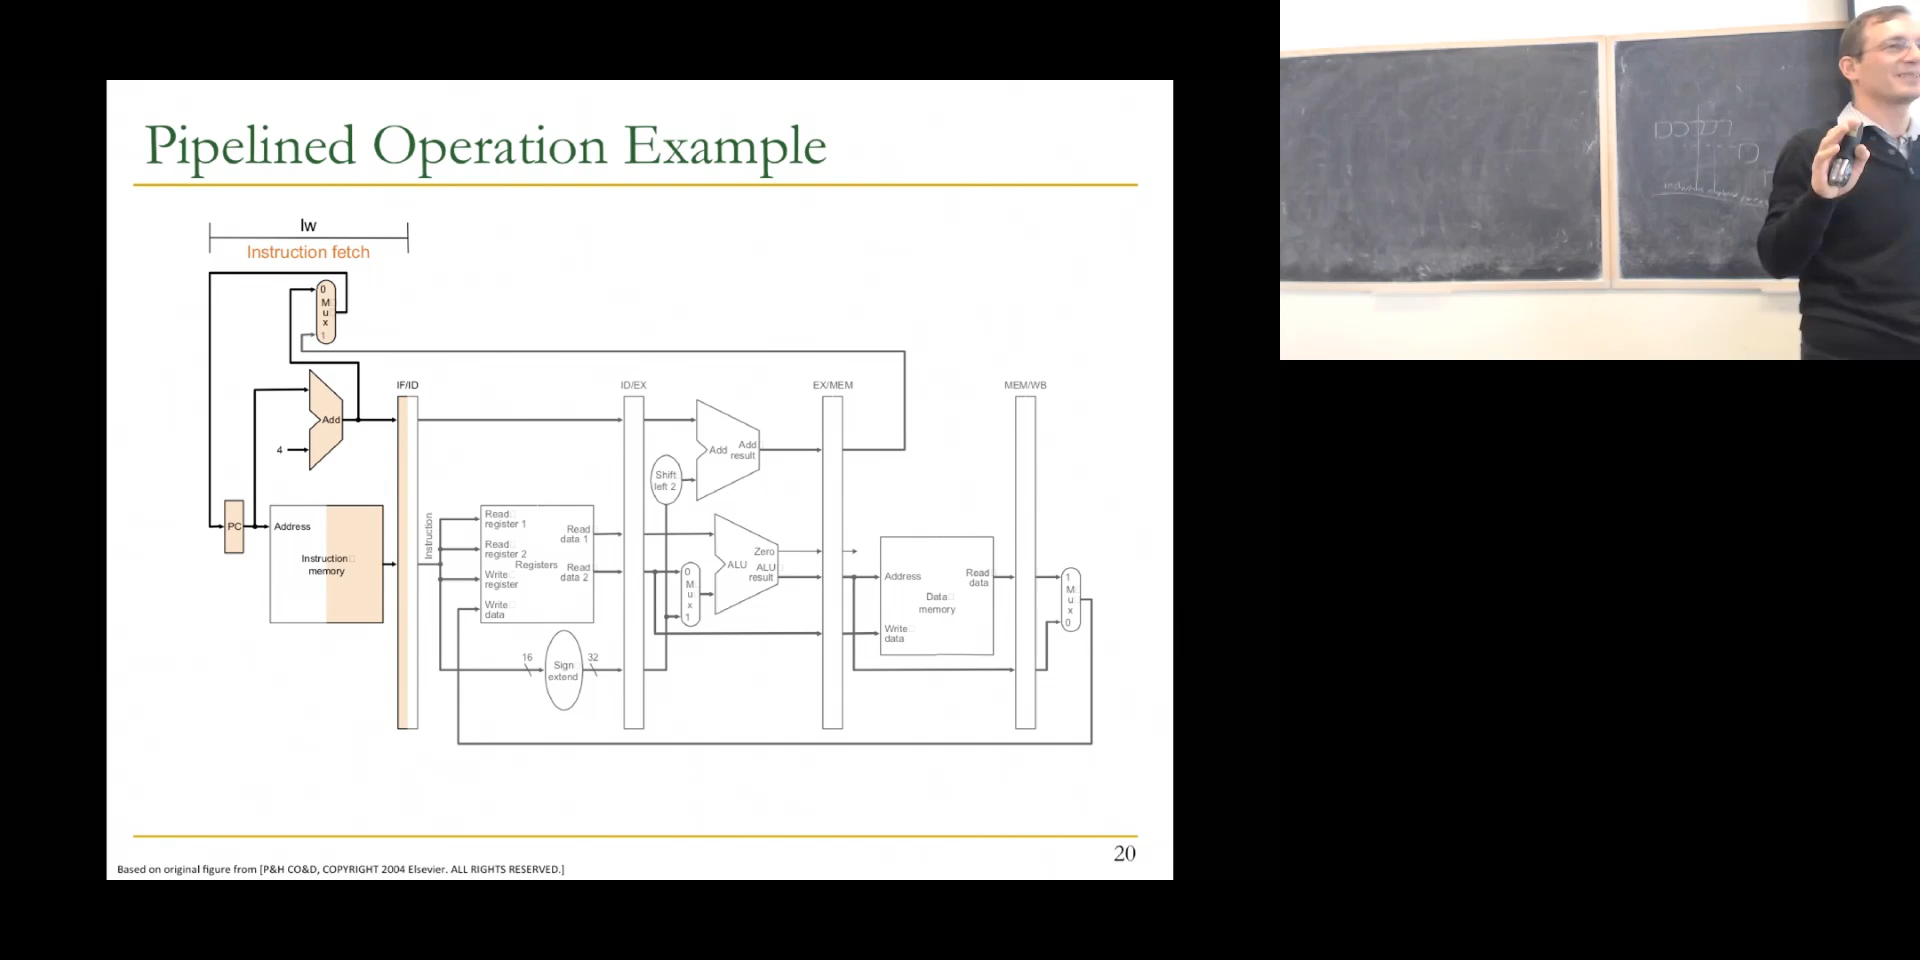 Pipelined Operation Example
lw
Instruction fetch
0
M
u
x
1
Add
4
PC
Address
Instruction
memory
IF/ID
Instruction
Read
register 1
Read
register 2
Write
register
Write
data
Registers
Read
data 1
Read
data 2
16
Sign
extend
32
ID/EX
Shift
left 2
Add
Add
result
0
M
u
x
1
ALU
Zero
ALU
result
EX/MEM
Address
Write
data
Data
memory
Read
data
MEM/WB
1
M
u
x
0
20
Based on original figure from [P&H CO&D, COPYRIGHT 2004 Elsevier. ALL RIGHTS RESERVED.]